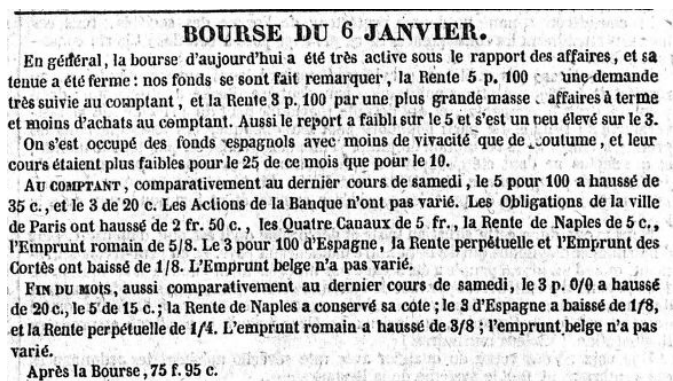 BOURSE DU 6 JANVIER.
En général, la bourse d'aujourd'hui a été très active sous le rapport des affaires, et sa
tenue a été ferme : nos fonds se sont fait remarquer, la Rente 5 p. 100 une demande
très suivie au comptant, et la Rente 3 p. 100 par une plus grande masse affaires à terme
et moins d'achats au comptant. Aussi le report a faibli sur le 5 et s'est un peu élevé sur le 3.
On s'est occupé des fonds espagnols avec moins de vivacité que de coutume, et leur
cours étaient plus faibles pour le 25 de ce mois que pour le 10.
AU COMPTANT, comparativement au dernier cours de samedi, le 5 pour 100 a haussé de
35 c., et le 3 de 20 c. Les Actions de la Banque n'ont pas varié. Les Obligations de la ville
de Paris ont haussé de 2 fr. 50 c., les Quatre Canaux de 5 fr., la Rente de Naples de 5 c.,
l'Emprunt romain de 5/8. Le 3 pour 100 d'Espagne, la Rente perpétuelle et l'Emprunt des
Cortès ont baissé de 1/8. L'Emprunt belge n'a pas varié.
FIN DU MOIS, aussi comparativement au dernier cours de samedi, le 3 p. 0/0 a haussé
de 20 c., le 5 de 15 c.; la Rente de Naples a conservé sa cote; le 3 d'Espagne a baissé de 1/8,
et la Rente perpétuelle de 1/4. L'emprunt romain a haussé de 3/8; l'emprunt belge n'a pas
varié.
Après la Bourse, 75 f. 95 c.